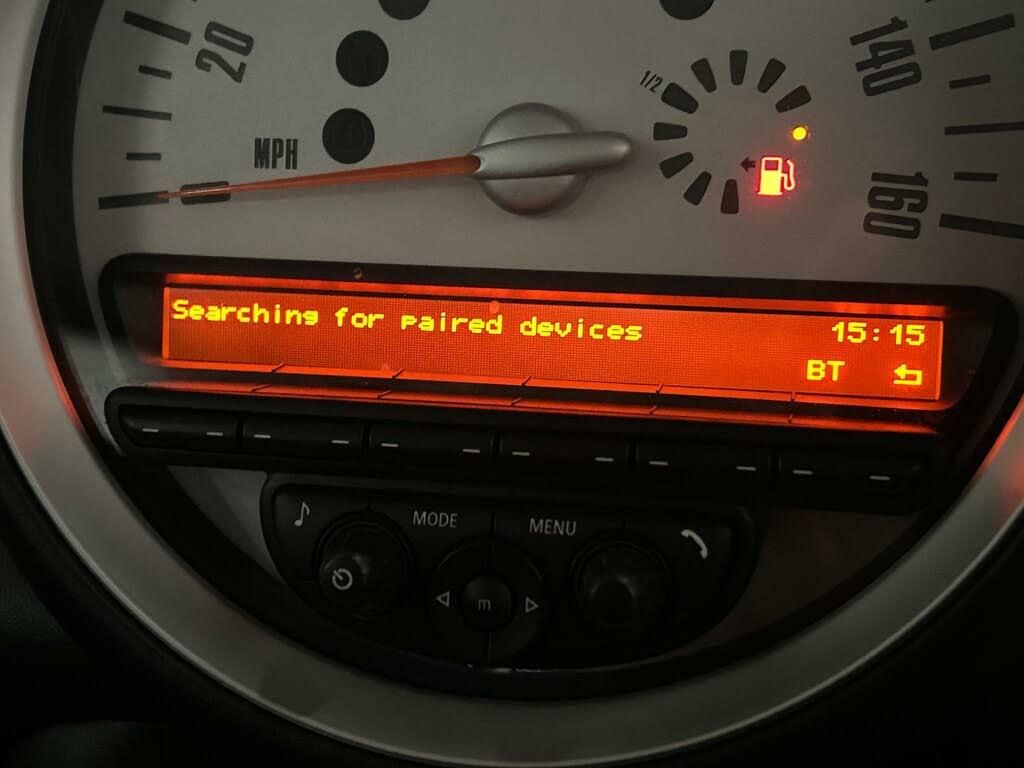 20
140
1/2
MPH
160
Searching for paired devices 15:15
BT
MODE MENU
m